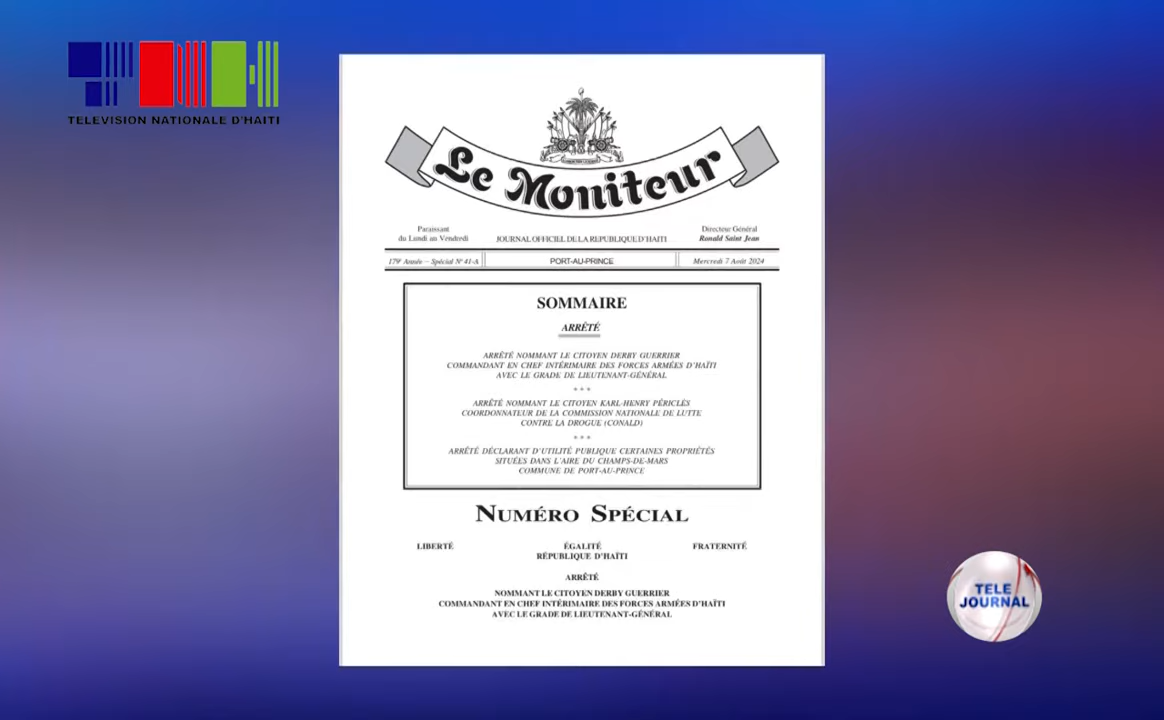 TELEVISION NATIONALE D'HAITI
Le Moniteur
Paraissant
du Lundi au Vendredi
JOURNAL OFFICIEL DE LA REPUBLIQUE D'HAITI
Directeur Général
Ronald Saint Jean
179e Année – Spécial No 41-A
PORT-AU-PRINCE
Mercredi 7 Août 2024
SOMMAIRE
ARRÊTÉ
ARRÊTÉ NOMMANT LE CITOYEN DERBY GUERRIER
COMMANDANT EN CHEF INTÉRIMAIRE DES FORCES ARMÉES D'HAÏTI
AVEC LE GRADE DE LIEUTENANT-GÉNÉRAL
* * *
ARRÊTÉ NOMMANT LE CITOYEN KARL-HENRY PÉRICLÈS
COORDONNATEUR DE LA COMMISSION NATIONALE DE LUTTE
CONTRE LA DROGUE (CONALD)
* * *
ARRÊTÉ DÉCLARANT D'UTILITÉ PUBLIQUE CERTAINES PROPRIÉTÉS
SITUÉES DANS L'AIRE DU CHAMPS-DE-MARS
COMMUNE DE PORT-AU-PRINCE
NUMÉRO SPÉCIAL
LIBERTÉ ÉGALITÉ FRATERNITÉ
RÉPUBLIQUE D'HAÏTI
ARRÊTÉ
NOMMANT LE CITOYEN DERBY GUERRIER
COMMANDANT EN CHEF INTÉRIMAIRE DES FORCES ARMÉES D'HAÏTI
AVEC LE GRADE DE LIEUTENANT-GÉNÉRAL
TELE
JOURNAL